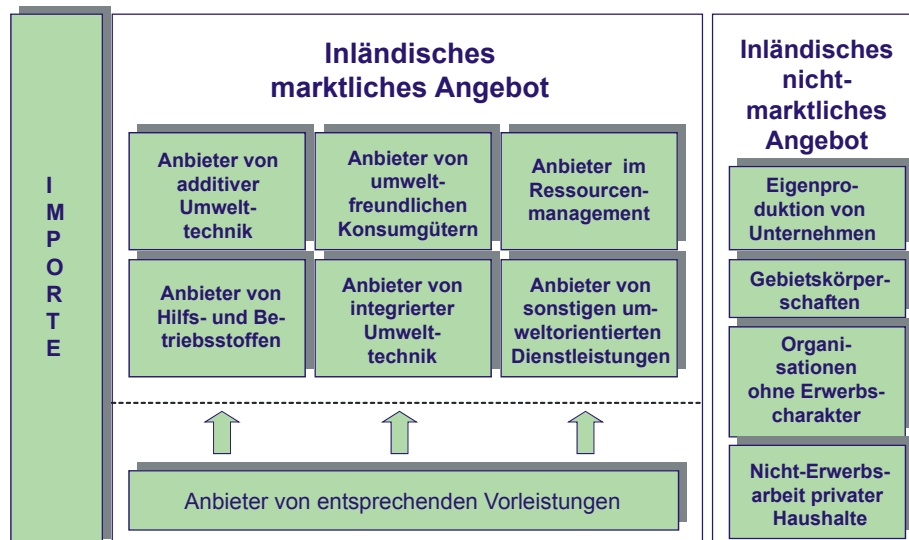 I
M
P
O
R
T
E
Inländisches
marktliches Angebot
Anbieter von
additiver
Umwelt-
technik
Anbieter von
umwelt-
freundlichen
Konsumgütern
Anbieter im
Ressourcen-
management
Anbieter von
Hilfs- und Be-
triebsstoffen
Anbieter von
integrierter
Umwelt-
technik
Anbieter von
sonstigen um-
weltorientierten
Dienstleistungen
Anbieter von entsprechenden Vorleistungen
Inländisches
nicht-
marktliches
Angebot
Eigenpro-
duktion von
Unternehmen
Gebietskörper-
schaften
Organi-
sationen
ohne Erwerbs-
charakter
Nicht-Erwerbs-
arbeit privater
Haushalte